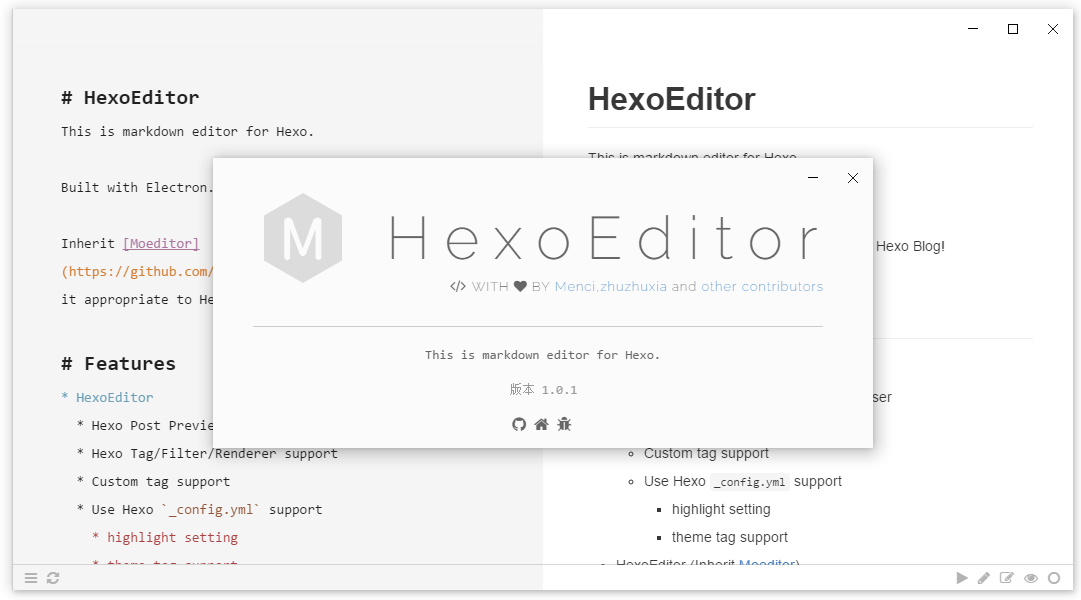 # HexoEditor
This is markdown editor for Hexo.
Built with Electron.
Inherit [Moeditor]
(https://github.com/
it appropriate to He
# Features
* HexoEditor
* Hexo Post Previe
* Hexo Tag/Filter/Renderer support
* Custom tag support
* Use Hexo `_config.yml` support
* highlight setting
* theme tag support
HexoEditor
This is markdown editor for Hexo.
Hexo Blog!
ser
Custom tag support
Use Hexo _config.yml support
highlight setting
theme tag support
HexoEditor (Inherit Moeditor)
M
HexoEditor
</> WITH ♥ BY Menci,zhuzhuxia and other contributors
This is markdown editor for Hexo.
版本 1.0.1